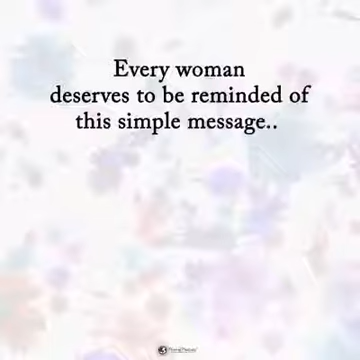 Every woman
deserves to be reminded of
this simple message..